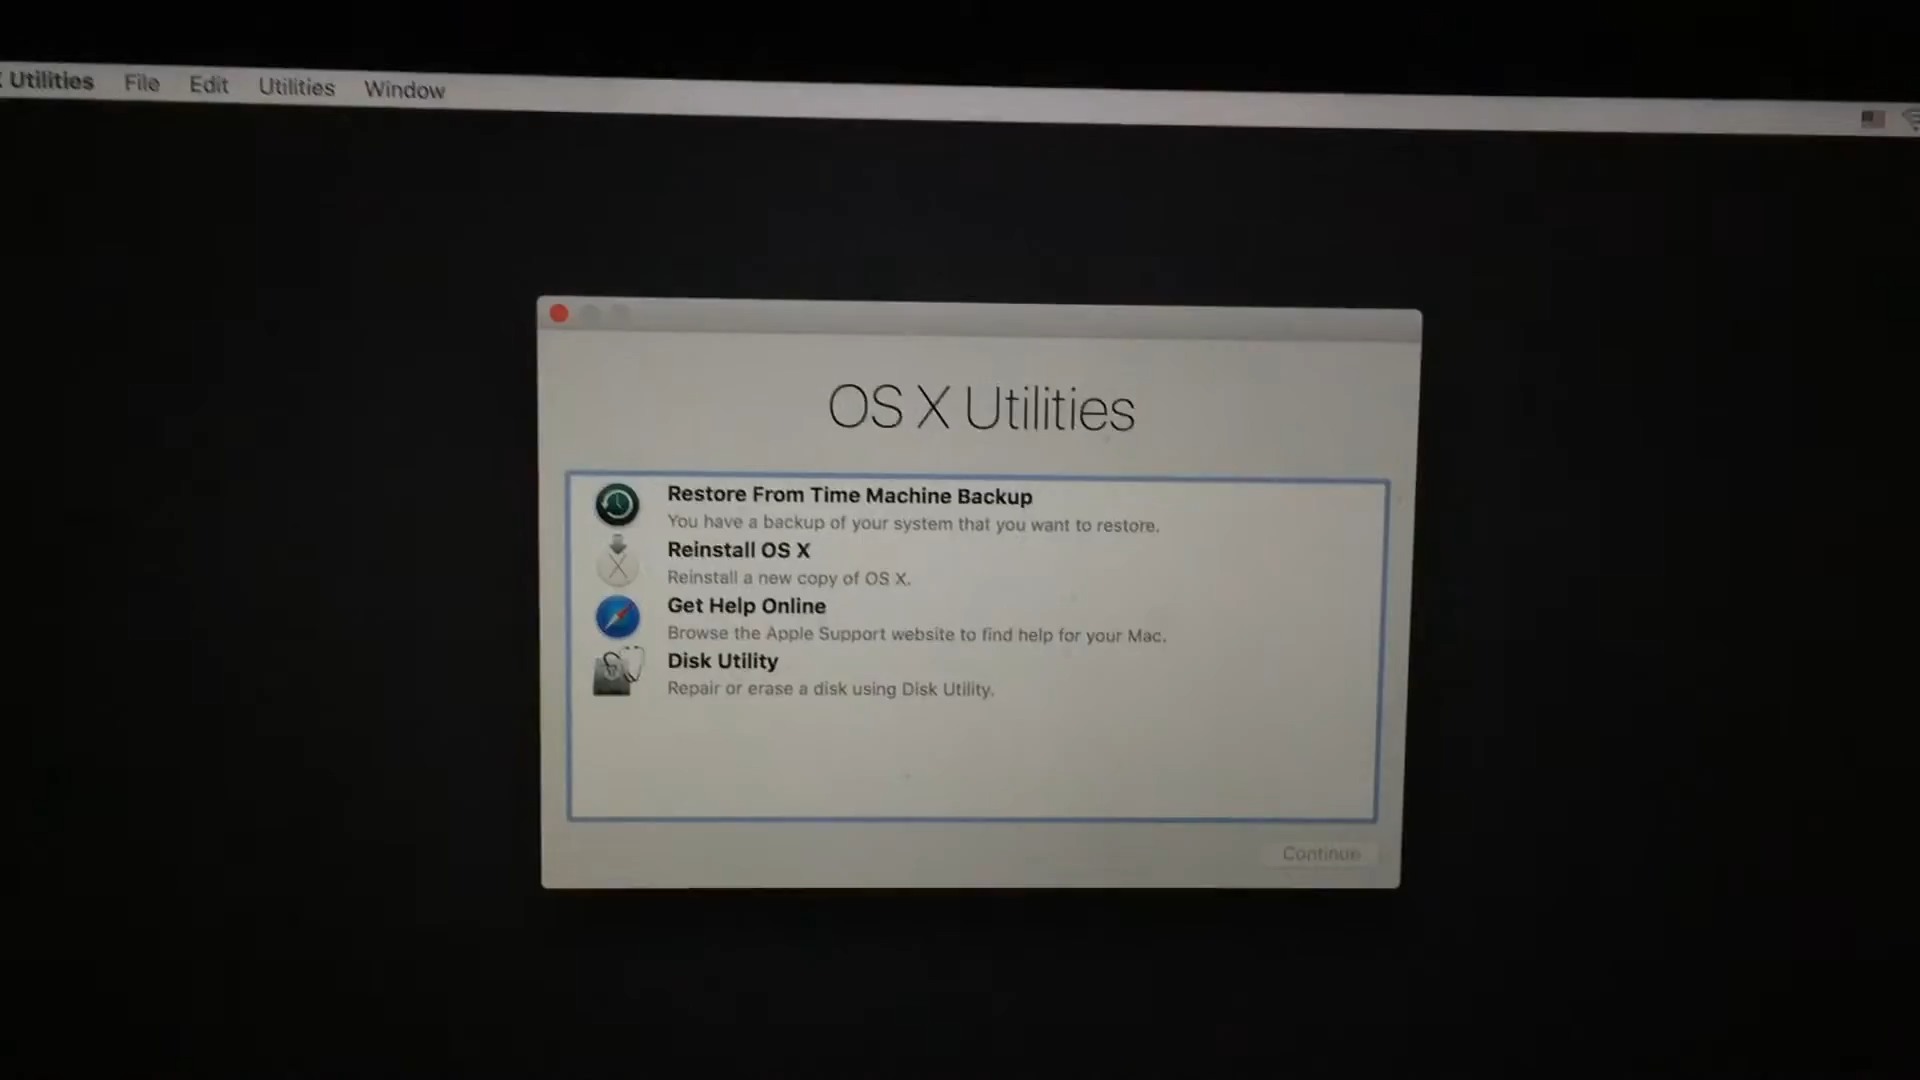 X Utilities File Edit Utilities Window
OS X Utilities
Restore From Time Machine Backup
You have a backup of your system that you want to restore.
Reinstall OS X
Reinstall a new copy of OS X.
Get Help Online
Browse the Apple Support website to find help for your Mac.
Disk Utility
Repair or erase a disk using Disk Utility.
Continue